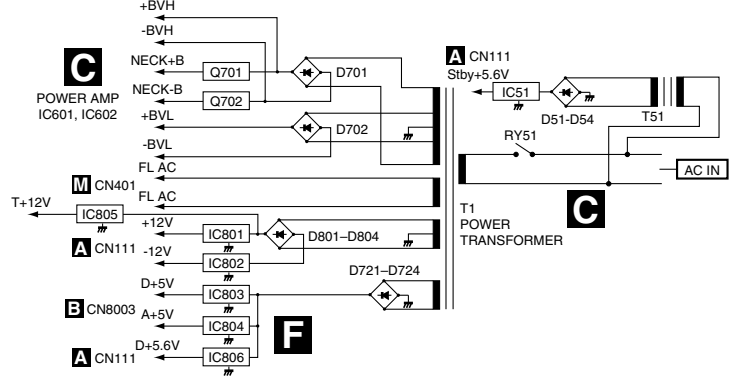 +BVH
-BVH
NECK+B
Q701
D701
C
NECK-B
Q702
POWER AMP
IC601, IC602
+BVL
D702
-BVL
FL AC
M CN401
FL AC
T+12V
IC805
+12V
IC801
D801–D804
A CN111
-12V
IC802
D721–D724
D+5V
IC803
B CN8003
A+5V
IC804
F
D+5.6V
A CN111
IC806
A CN111
Stby+5.6V
IC51
D51-D54
T51
RY51
AC IN
C
T1
POWER
TRANSFORMER